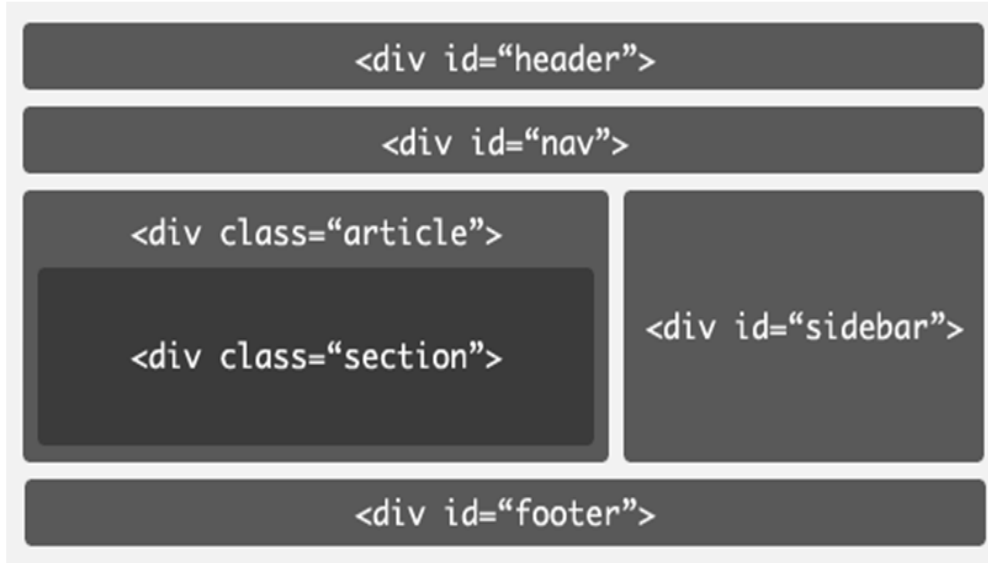 <div id=“header”>
<div id=“nav”>
<div class=“article”>
<div class=“section”>
<div id=“sidebar”>
<div id=“footer”>